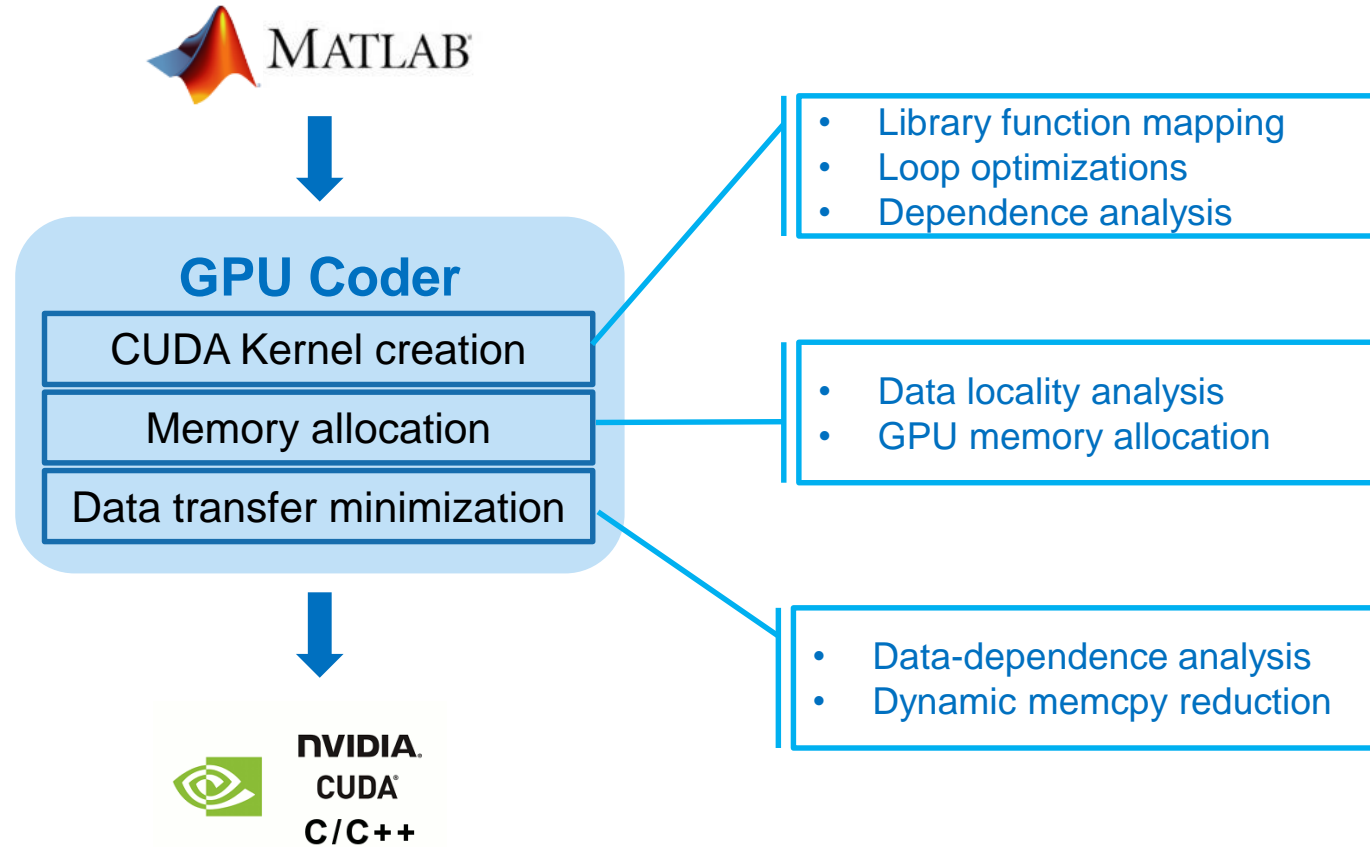 MATLAB®
GPU Coder
CUDA Kernel creation
Memory allocation
Data transfer minimization
• Library function mapping
• Loop optimizations
• Dependence analysis
• Data locality analysis
• GPU memory allocation
• Data-dependence analysis
• Dynamic memcpy reduction
NVIDIA.
CUDA®
C/C++